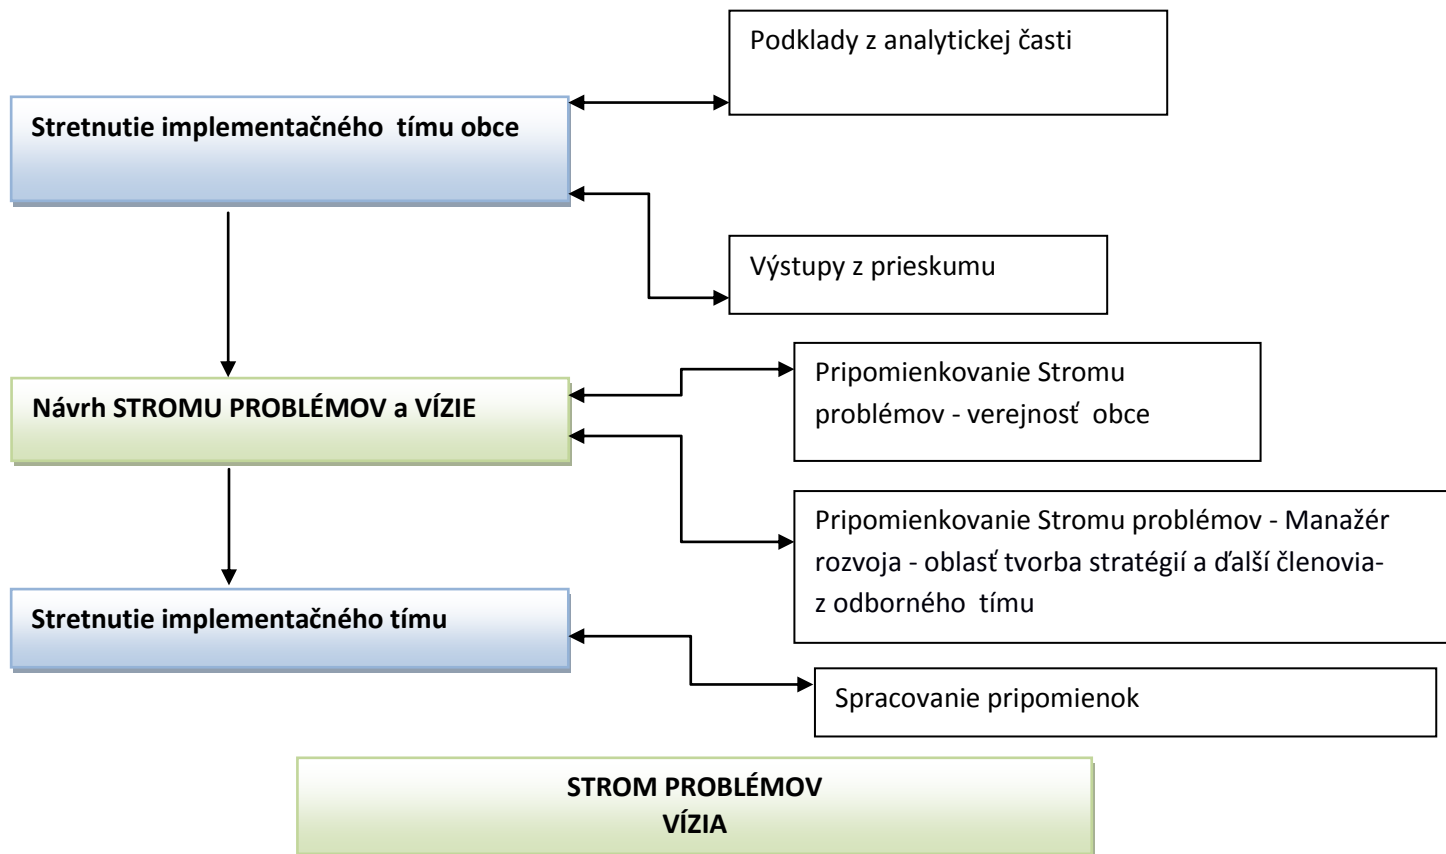 Podklady z analytickej časti
Stretnutie implementačného tímu obce
Výstupy z prieskumu
Návrh STROMU PROBLÉMOV a VÍZIE
Pripomienkovanie Stromu
problémov - verejnosť obce
Pripomienkovanie Stromu problémov - Manažér
rozvoja - oblasť tvorba stratégií a ďalší členovia-
z odborného tímu
Stretnutie implementačného tímu
Spracovanie pripomienok
STROM PROBLÉMOV
VÍZIA